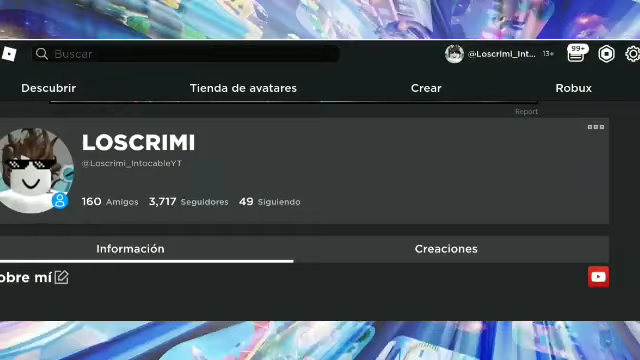 Buscar
@Loscrimi_Int... 13+
99+
Descubrir Tienda de avatares Crear Robux
Report
LOSCRIMI
@Loscrimi_IntocableYT
160 Amigos 3,717 Seguidores 49 Siguiendo
Información Creaciones
obre mí